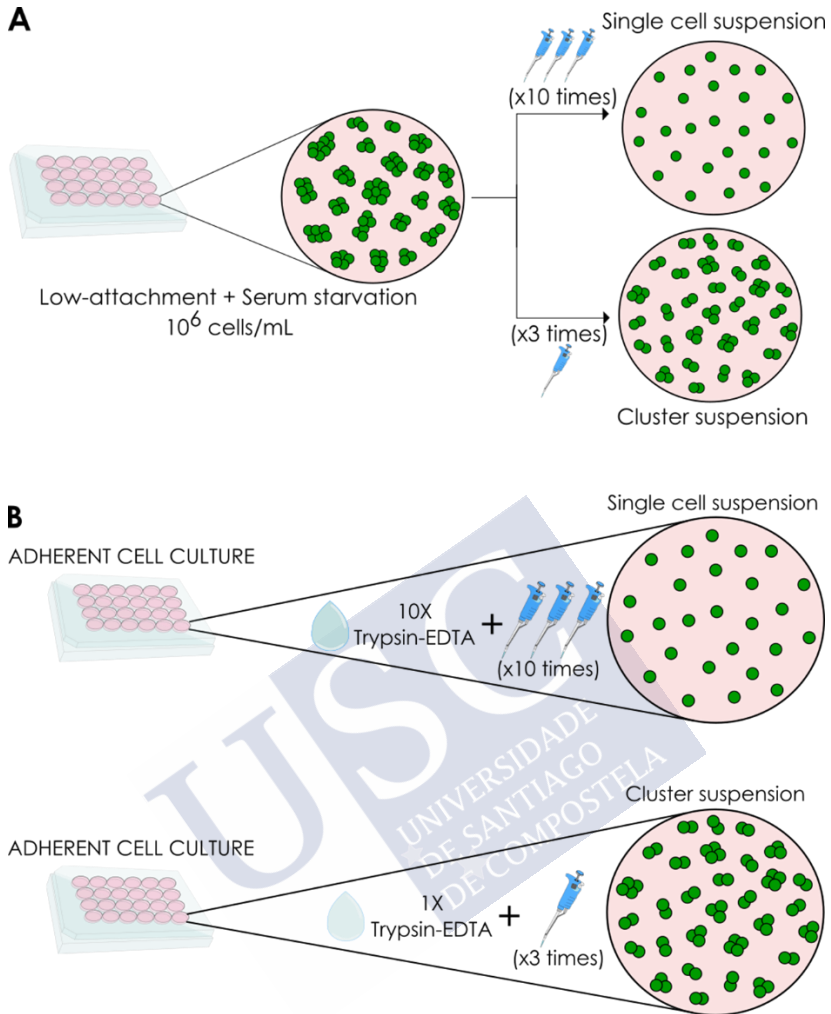 A
Single cell suspension
(x10 times)
Low-attachment + Serum starvation
10⁶ cells/mL
(x3 times)
Cluster suspension
B
Single cell suspension
ADHERENT CELL CULTURE
10X
Trypsin-EDTA
+
(x10 times)
USC
UNIVERSIDADE
DE SANTIAGO
DE COMPOSTELA
Cluster suspension
ADHERENT CELL CULTURE
1X
Trypsin-EDTA
+
(x3 times)